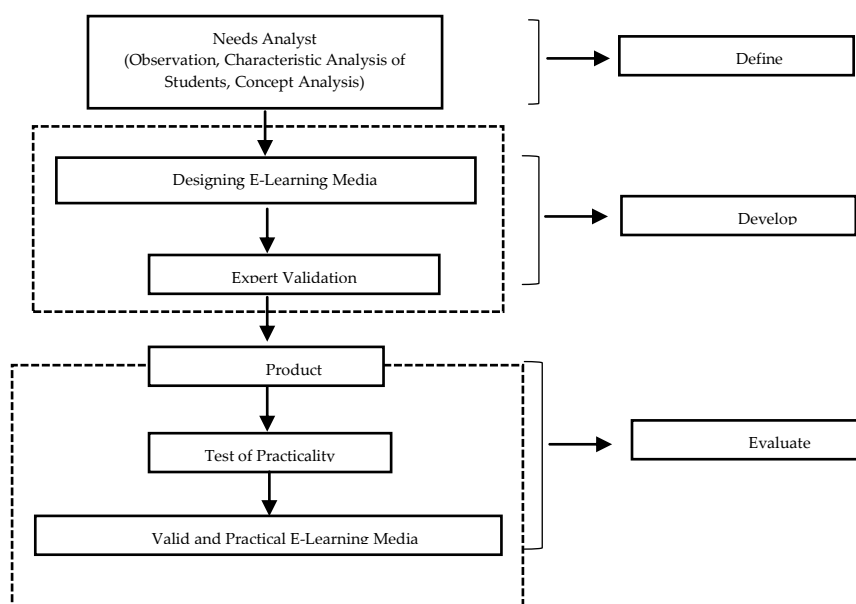 Needs Analyst
(Observation, Characteristic Analysis of
Students, Concept Analysis)
Define
Designing E-Learning Media
Develop
Expert Validation
Product
Test of Practicality
Evaluate
Valid and Practical E-Learning Media